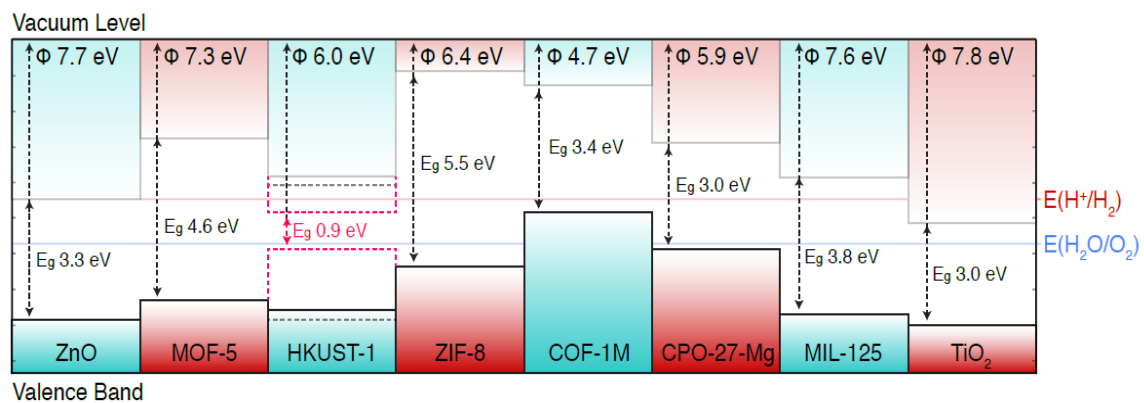 Vacuum Level
Φ 7.7 eV Φ 7.3 eV Φ 6.0 eV Φ 6.4 eV Φ 4.7 eV Φ 5.9 eV Φ 7.6 eV Φ 7.8 eV
Eg 3.3 eV
Eg 4.6 eV
Eg 0.9 eV
Eg 5.5 eV
Eg 3.4 eV
Eg 3.0 eV
Eg 3.8 eV
Eg 3.0 eV
E(H⁺/H₂)
E(H₂O/O₂)
ZnO MOF-5 HKUST-1 ZIF-8 COF-1M CPO-27-Mg MIL-125 TiO₂
Valence Band